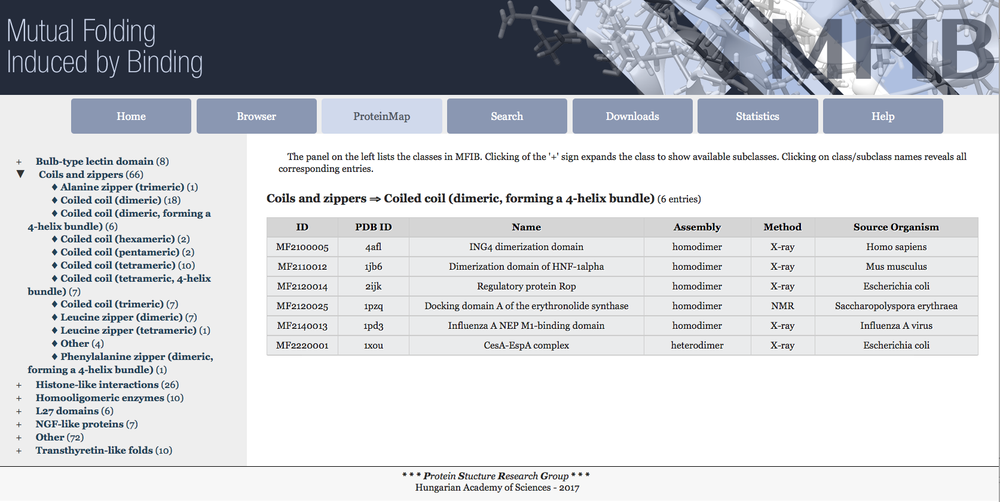 Mutual Folding
Induced by Binding
MFIB
Home
Browser
ProteinMap
Search
Downloads
Statistics
Help
+ Bulb-type lectin domain (8)
▼ Coils and zippers (66)
♦ Alanine zipper (trimeric) (1)
♦ Coiled coil (dimeric) (18)
♦ Coiled coil (dimeric, forming a
4-helix bundle) (6)
♦ Coiled coil (hexameric) (2)
♦ Coiled coil (pentameric) (2)
♦ Coiled coil (tetrameric) (10)
♦ Coiled coil (tetrameric, 4-helix
bundle) (7)
♦ Coiled coil (trimeric) (7)
♦ Leucine zipper (dimeric) (7)
♦ Leucine zipper (tetrameric) (1)
♦ Other (4)
♦ Phenylalanine zipper (dimeric,
forming a 4-helix bundle) (1)
+ Histone-like interactions (26)
+ Homooligomeric enzymes (10)
+ L27 domains (6)
+ NGF-like proteins (7)
+ Other (72)
+ Transthyretin-like folds (10)
The panel on the left lists the classes in MFIB. Clicking of the '+' sign expands the class to show available subclasses. Clicking on class/subclass names reveals all
corresponding entries.
Coils and zippers ⇒ Coiled coil (dimeric, forming a 4-helix bundle) (6 entries)
ID PDB ID Name Assembly Method Source Organism
MF2100005 4afl ING4 dimerization domain homodimer X-ray Homo sapiens
MF2110012 1jb6 Dimerization domain of HNF-1alpha homodimer X-ray Mus musculus
MF2120014 2ijk Regulatory protein Rop homodimer X-ray Escherichia coli
MF2120025 1pzq Docking domain A of the erythronolide synthase homodimer NMR Saccharopolyspora erythraea
MF2140013 1pd3 Influenza A NEP M1-binding domain homodimer X-ray Influenza A virus
MF2220001 1xou CesA-EspA complex heterodimer X-ray Escherichia coli
* * * Protein Stucture Research Group * * *
Hungarian Academy of Sciences - 2017